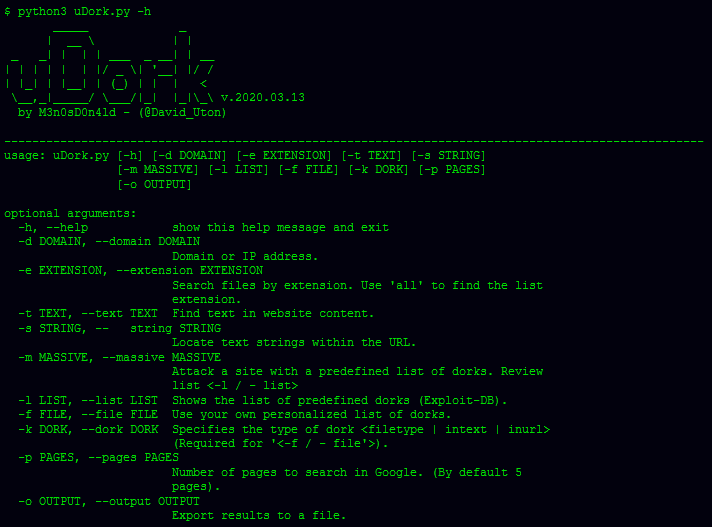 $ python3 uDork.py -h
uDork v.2020.03.13
by M3n0sD0n4ld - (@David_Uton)
---------------------------------------------------------------------------------------------------
usage: uDork.py [-h] [-d DOMAIN] [-e EXTENSION] [-t TEXT] [-s STRING]
[-m MASSIVE] [-l LIST] [-f FILE] [-k DORK] [-p PAGES]
[-o OUTPUT]
optional arguments:
-h, --help show this help message and exit
-d DOMAIN, --domain DOMAIN
Domain or IP address.
-e EXTENSION, --extension EXTENSION
Search files by extension. Use 'all' to find the list
extension.
-t TEXT, --text TEXT Find text in website content.
-s STRING, -- string STRING
Locate text strings within the URL.
-m MASSIVE, --massive MASSIVE
Attack a site with a predefined list of dorks. Review
list <-l / - list>
-l LIST, --list LIST Shows the list of predefined dorks (Exploit-DB).
-f FILE, --file FILE Use your own personalized list of dorks.
-k DORK, --dork DORK Specifies the type of dork <filetype | intext | inurl>
(Required for '<-f / - file'>).
-p PAGES, --pages PAGES
Number of pages to search in Google. (By default 5
pages).
-o OUTPUT, --output OUTPUT
Export results to a file.